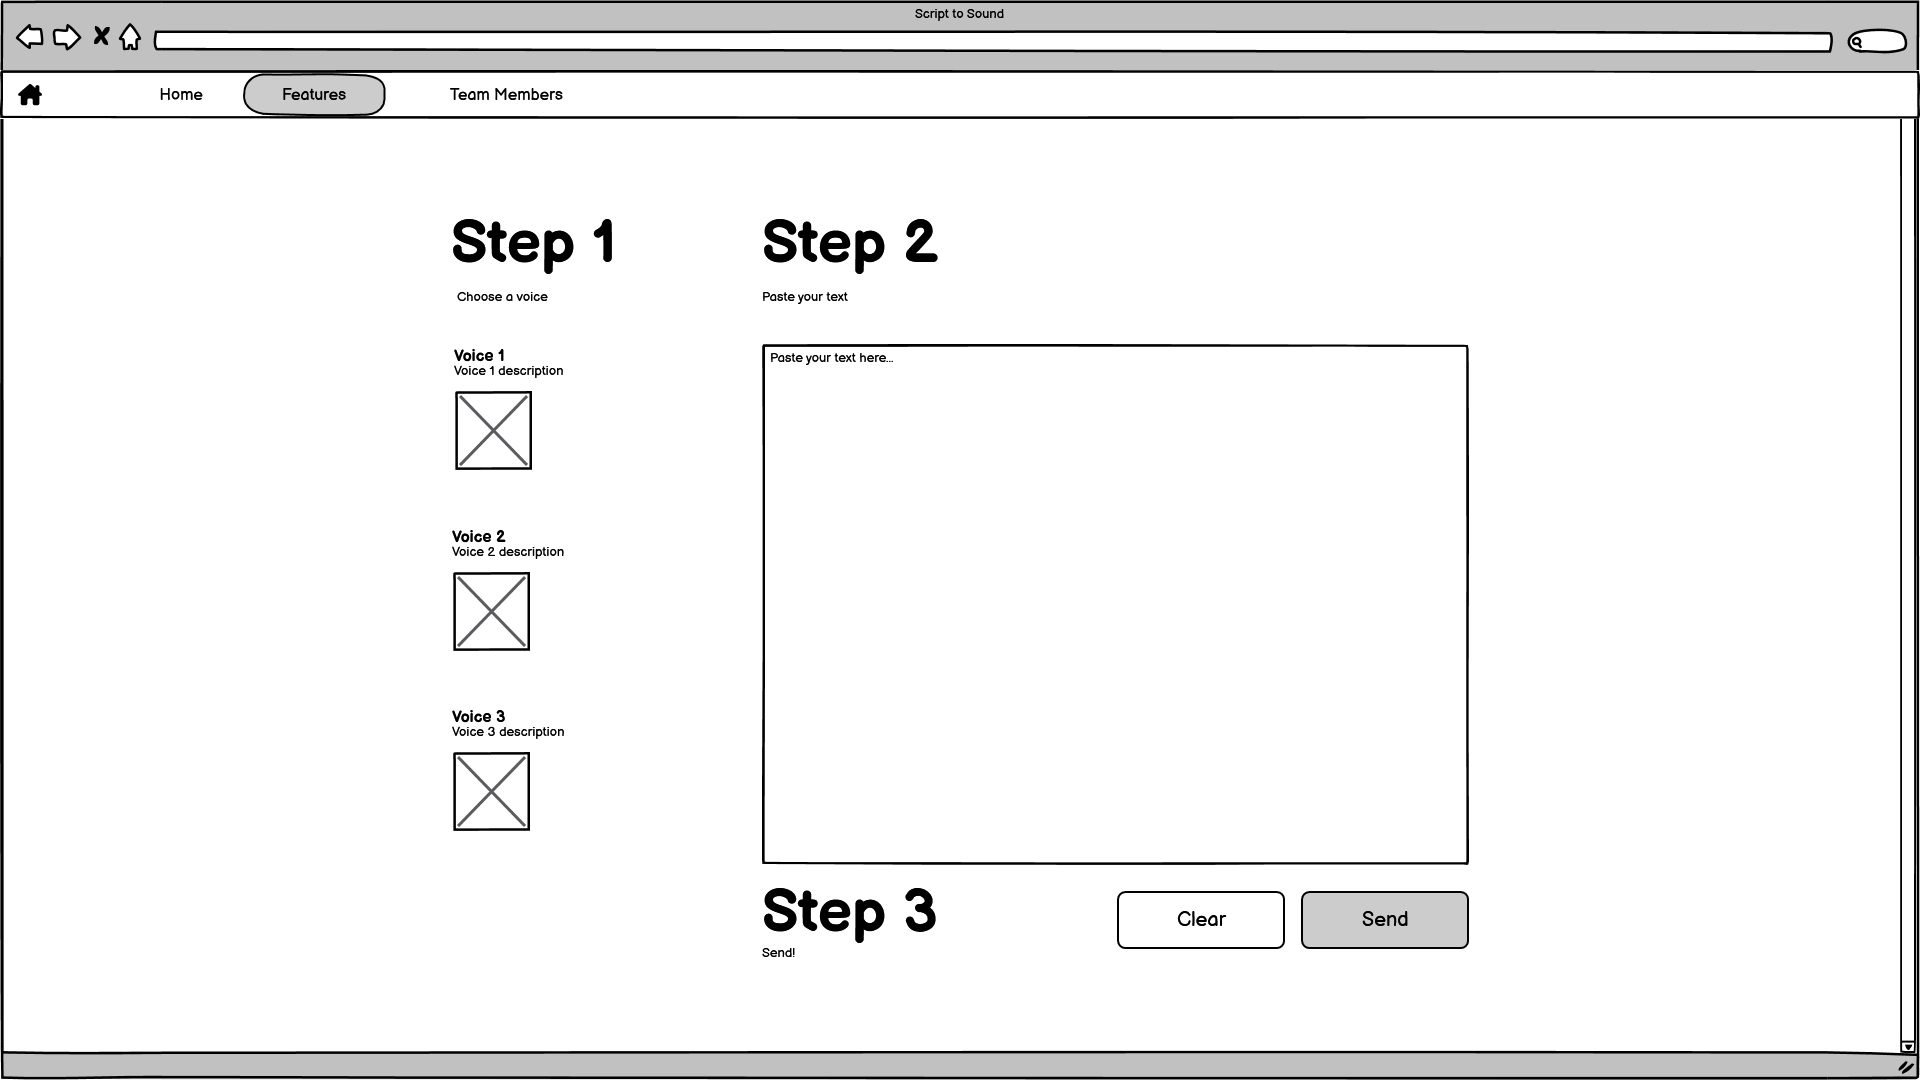 Script to Sound
Home
Features
Team Members
Step 1
Choose a voice
Voice 1
Voice 1 description
Voice 2
Voice 2 description
Voice 3
Voice 3 description
Step 2
Paste your text
Paste your text here...
Step 3
Send!
Clear
Send